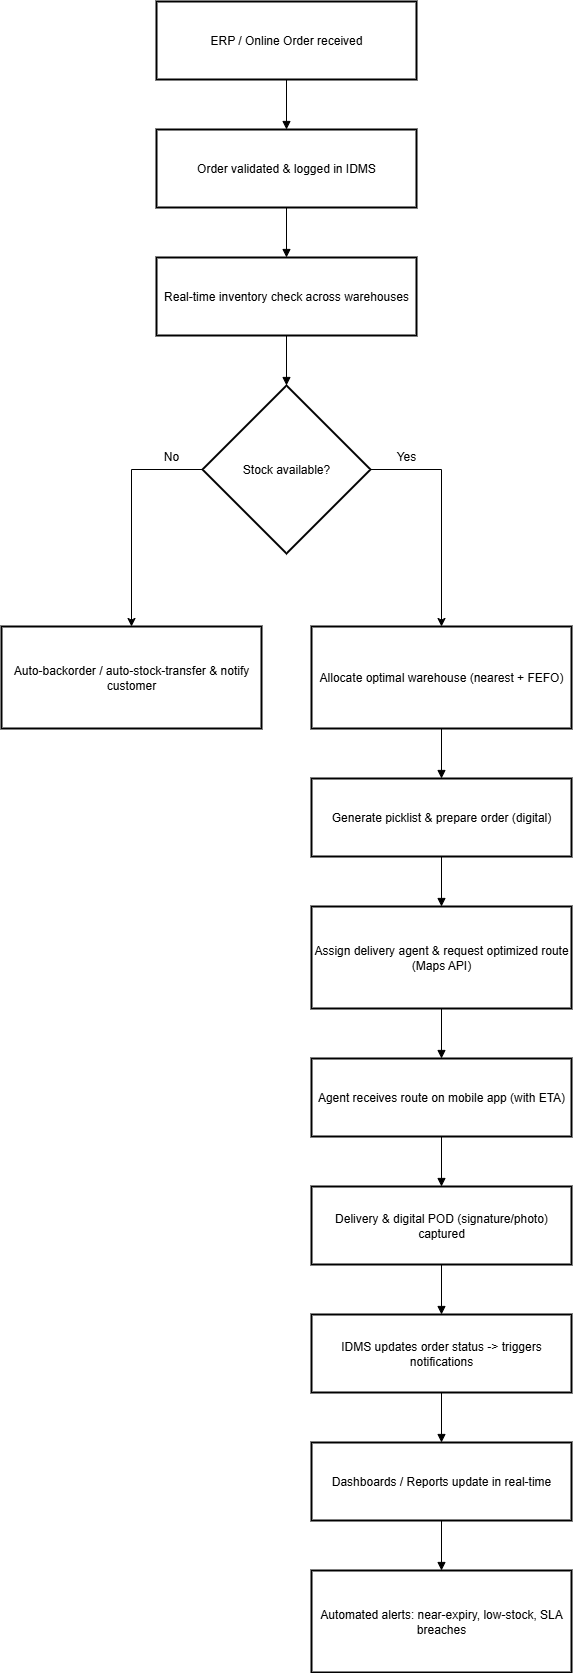 ERP / Online Order received
Order validated & logged in IDMS
Real-time inventory check across warehouses
Stock available?
No
Yes
Auto-backorder / auto-stock-transfer & notify
customer
Allocate optimal warehouse (nearest + FEFO)
Generate picklist & prepare order (digital)
Assign delivery agent & request optimized route
(Maps API)
Agent receives route on mobile app (with ETA)
Delivery & digital POD (signature/photo)
captured
IDMS updates order status -> triggers
notifications
Dashboards / Reports update in real-time
Automated alerts: near-expiry, low-stock, SLA
breaches